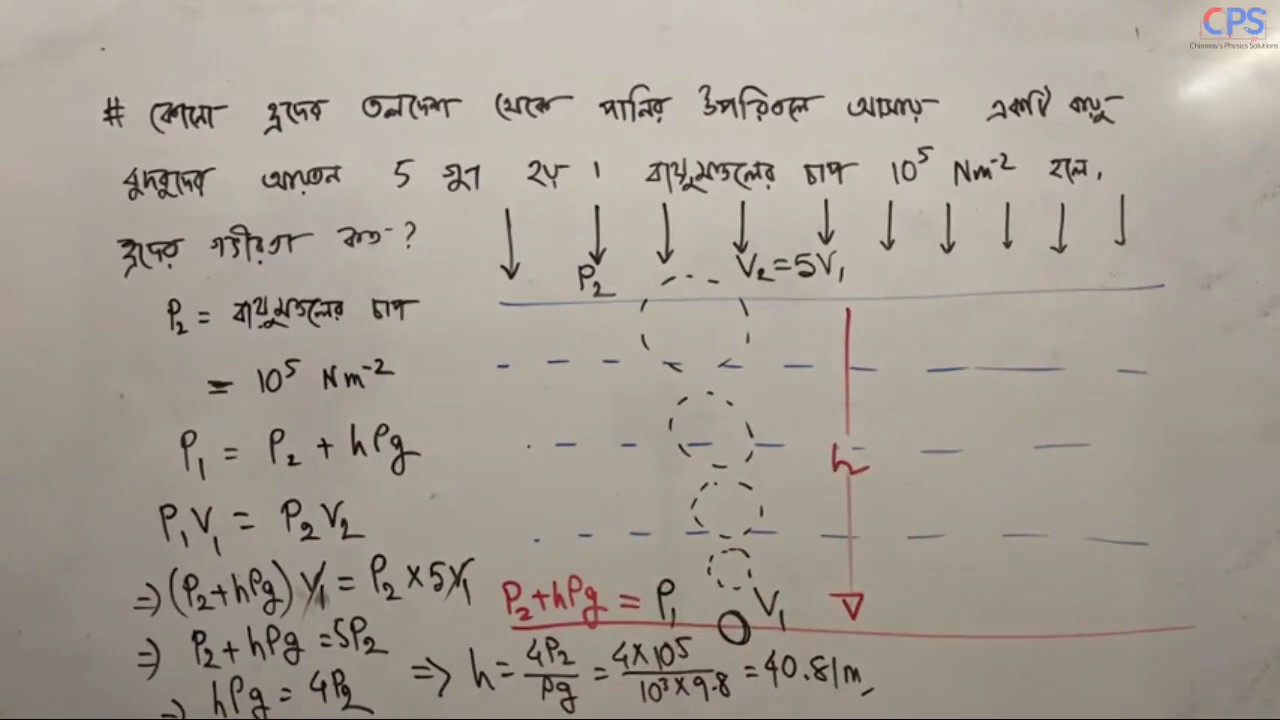 CPS
Chinmoy's Physics Solutions
# কোনো হ্রদের তলদেশ থেকে পানির উপরিতলে আসায় একটি বায়ু
বুদবুদের আয়তন 5 গুণ হয় । বায়ুমণ্ডলের চাপ 10⁵ Nm⁻² হলে,
হ্রদের গভীরতা কত ?
P₂ V₂ = 5V₁
P₂ = বায়ুমণ্ডলের চাপ
= 10⁵ Nm⁻²
P₁ = P₂ + hρg
h
P₁V₁ = P₂V₂
⇒ (P₂+hρg) V₁ = P₂ × 5V₁
P₂+hρg = P₁ V₁
⇒ P₂ + hρg = 5P₂
⇒ hρg = 4P₂
⇒ h = 4P₂/ρg = 4×10⁵/10³×9.8 = 40.81m